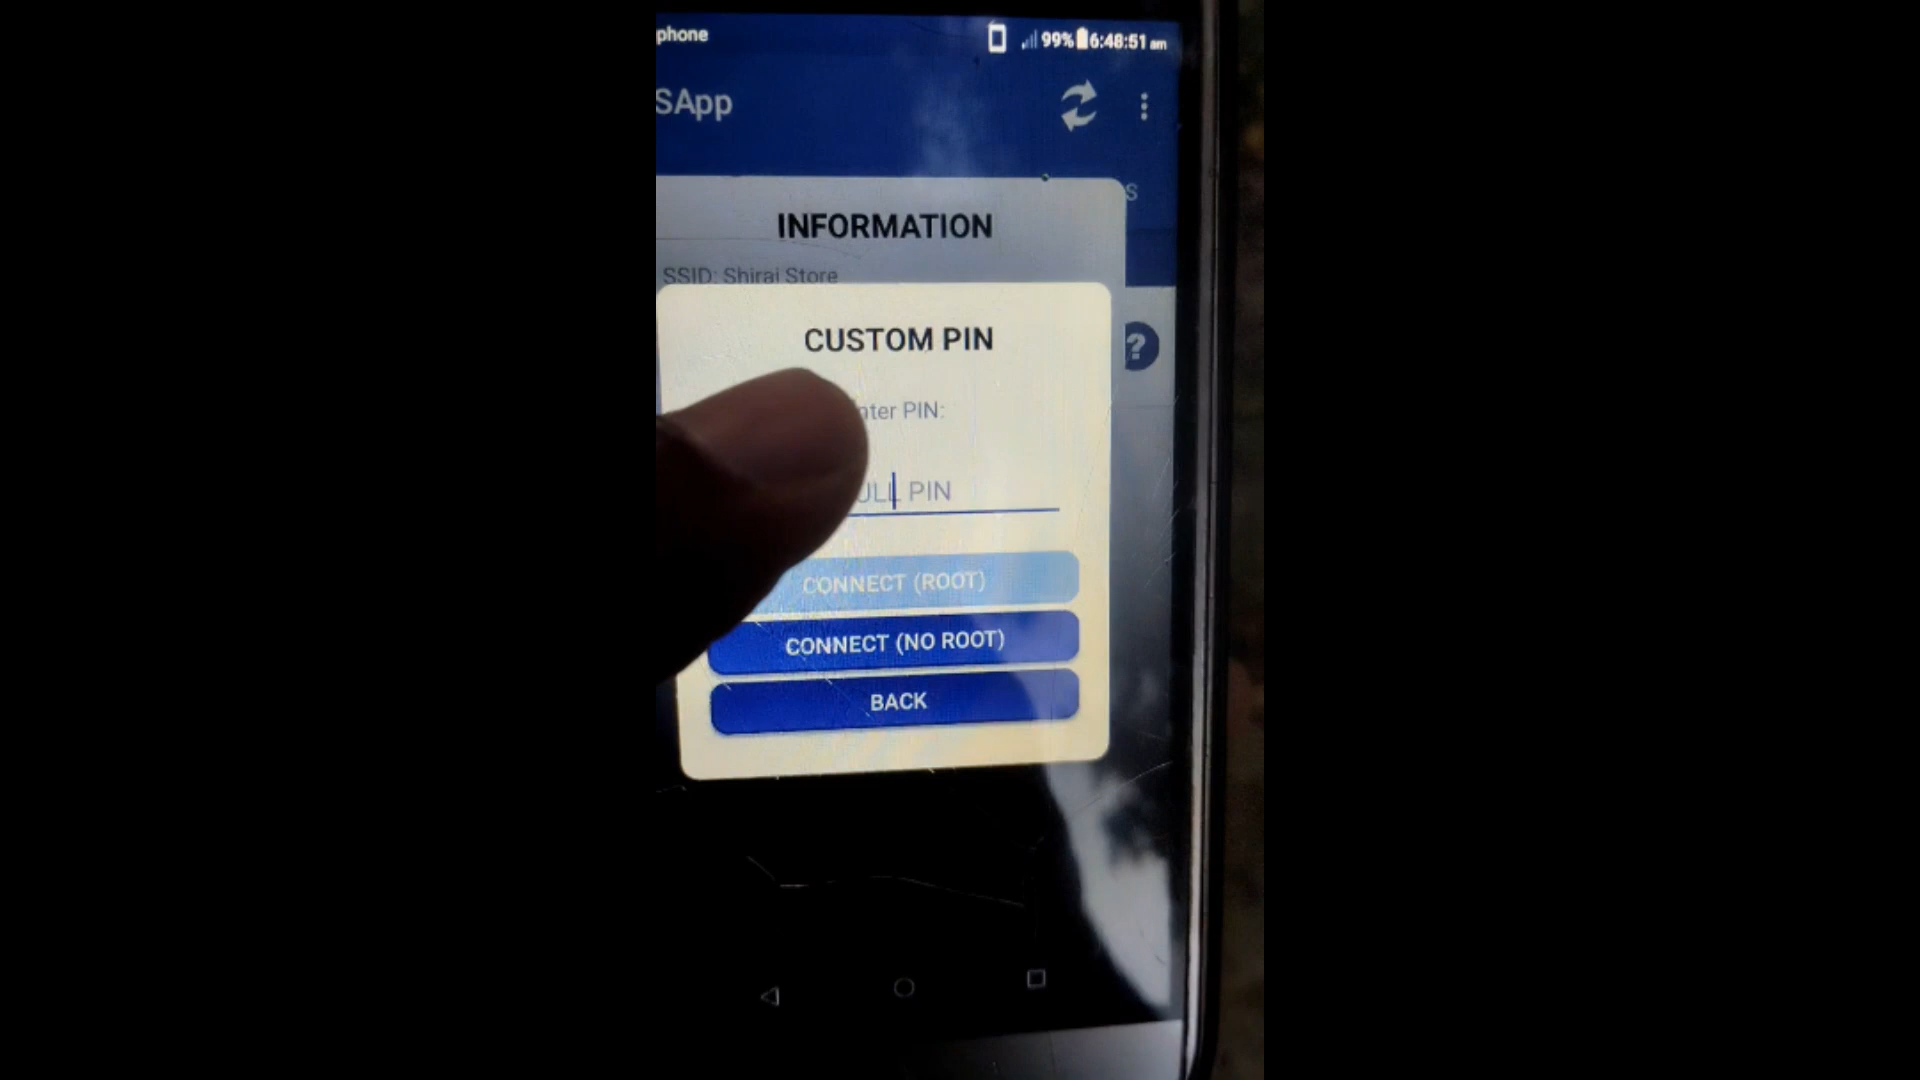 phone
99% 6:48:51 am
SApp
S
INFORMATION
SSID: Shiraj Store
CUSTOM PIN
?
nter PIN:
ULL PIN
CONNECT (ROOT)
CONNECT (NO ROOT)
BACK